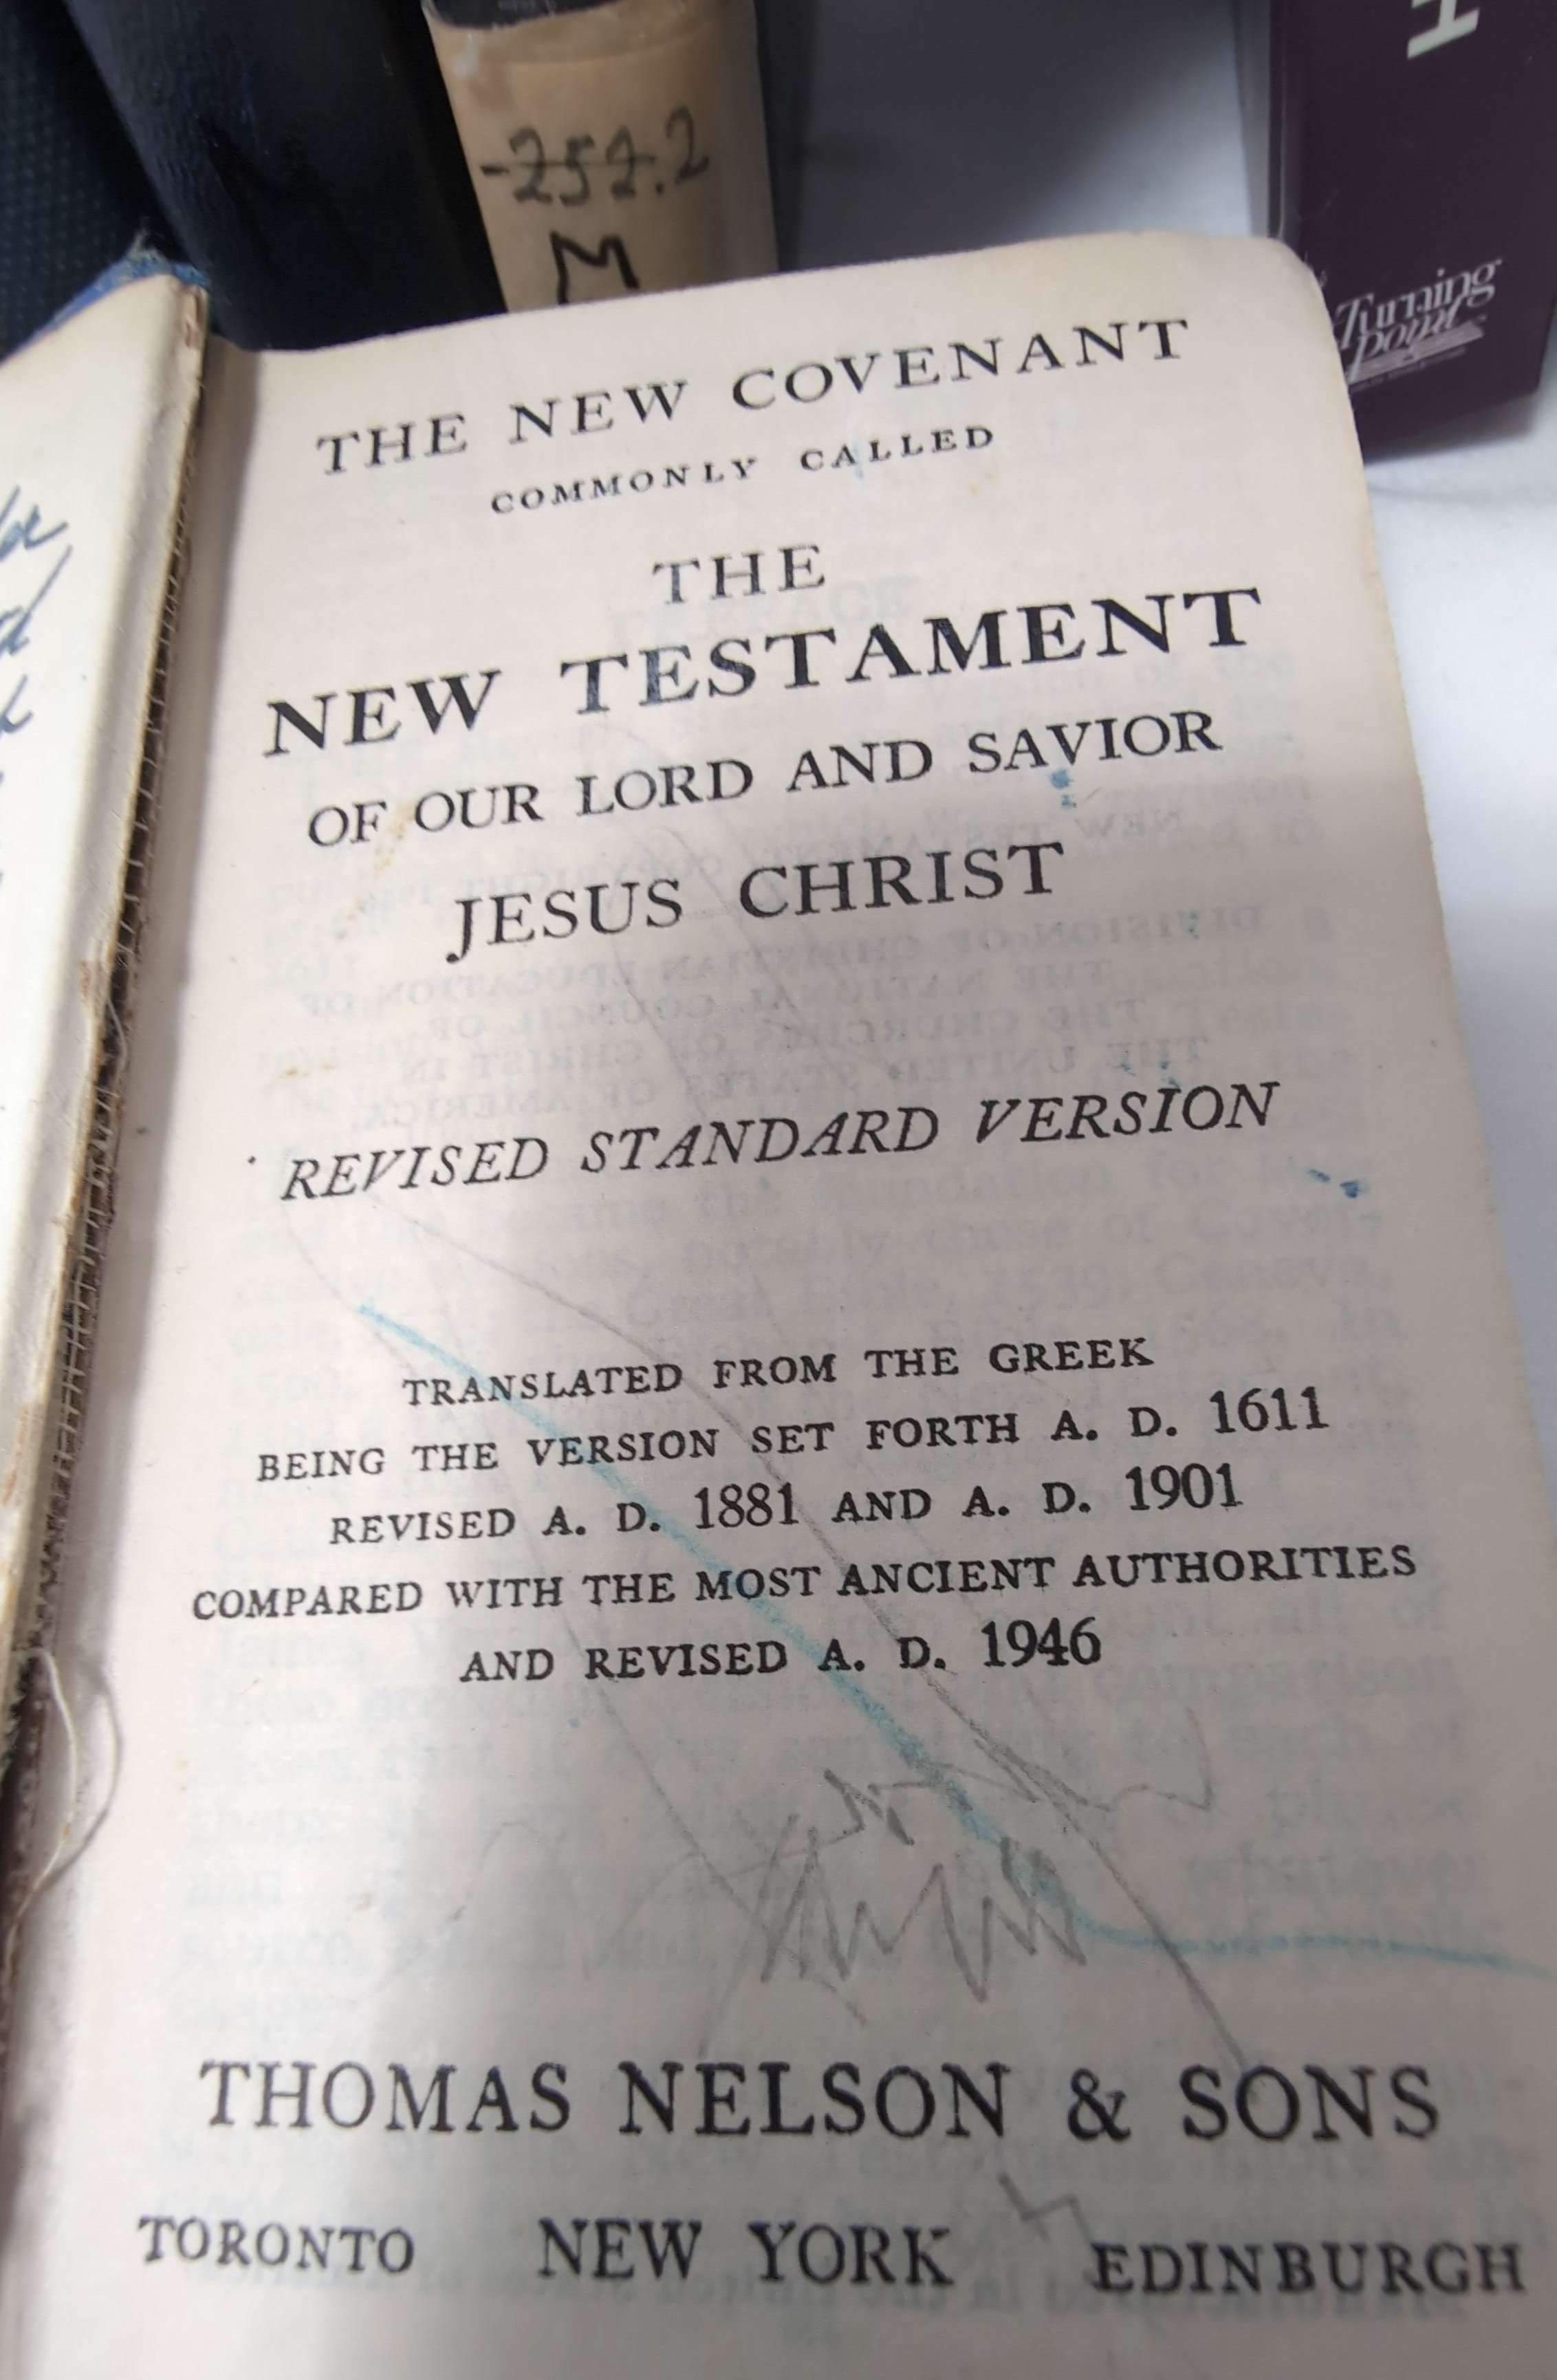 -252.2
M
H
Turning
Point
THE NEW COVENANT
COMMONLY CALLED
THE
NEW TESTAMENT
OF OUR LORD AND SAVIOR
JESUS CHRIST
REVISED STANDARD VERSION
TRANSLATED FROM THE GREEK
BEING THE VERSION SET FORTH A. D. 1611
REVISED A. D. 1881 AND A. D. 1901
COMPARED WITH THE MOST ANCIENT AUTHORITIES
AND REVISED A. D. 1946
THOMAS NELSON & SONS
TORONTO NEW YORK EDINBURGH